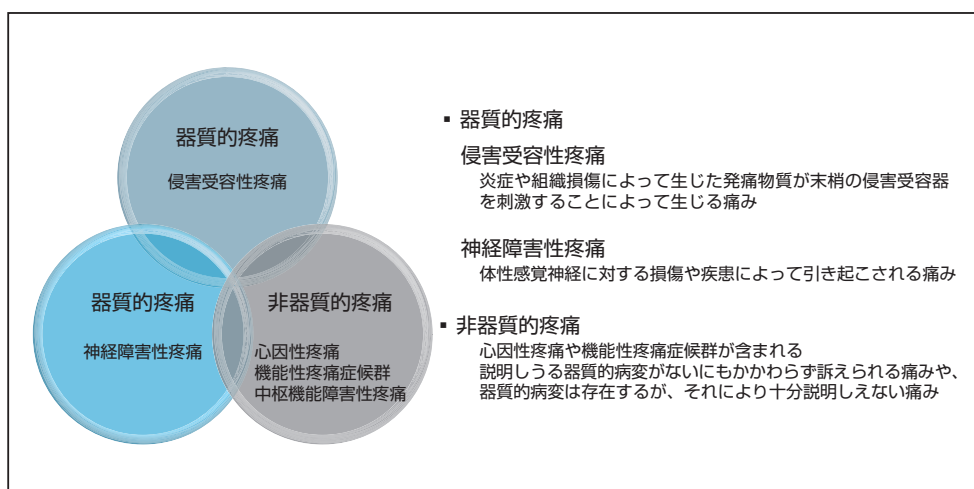 器質的疼痛
侵害受容性疼痛
器質的疼痛
神経障害性疼痛
非器質的疼痛
心因性疼痛
機能性疼痛症候群
中枢機能障害性疼痛
▪ 器質的疼痛
侵害受容性疼痛
炎症や組織損傷によって生じた発痛物質が末梢の侵害受容器
を刺激することによって生じる痛み
神経障害性疼痛
体性感覚神経に対する損傷や疾患によって引き起こされる痛み
▪ 非器質的疼痛
心因性疼痛や機能性疼痛症候群が含まれる
説明しうる器質的病変がないにもかかわらず訴えられる痛みや、
器質的病変は存在するが、それにより十分説明しえない痛み